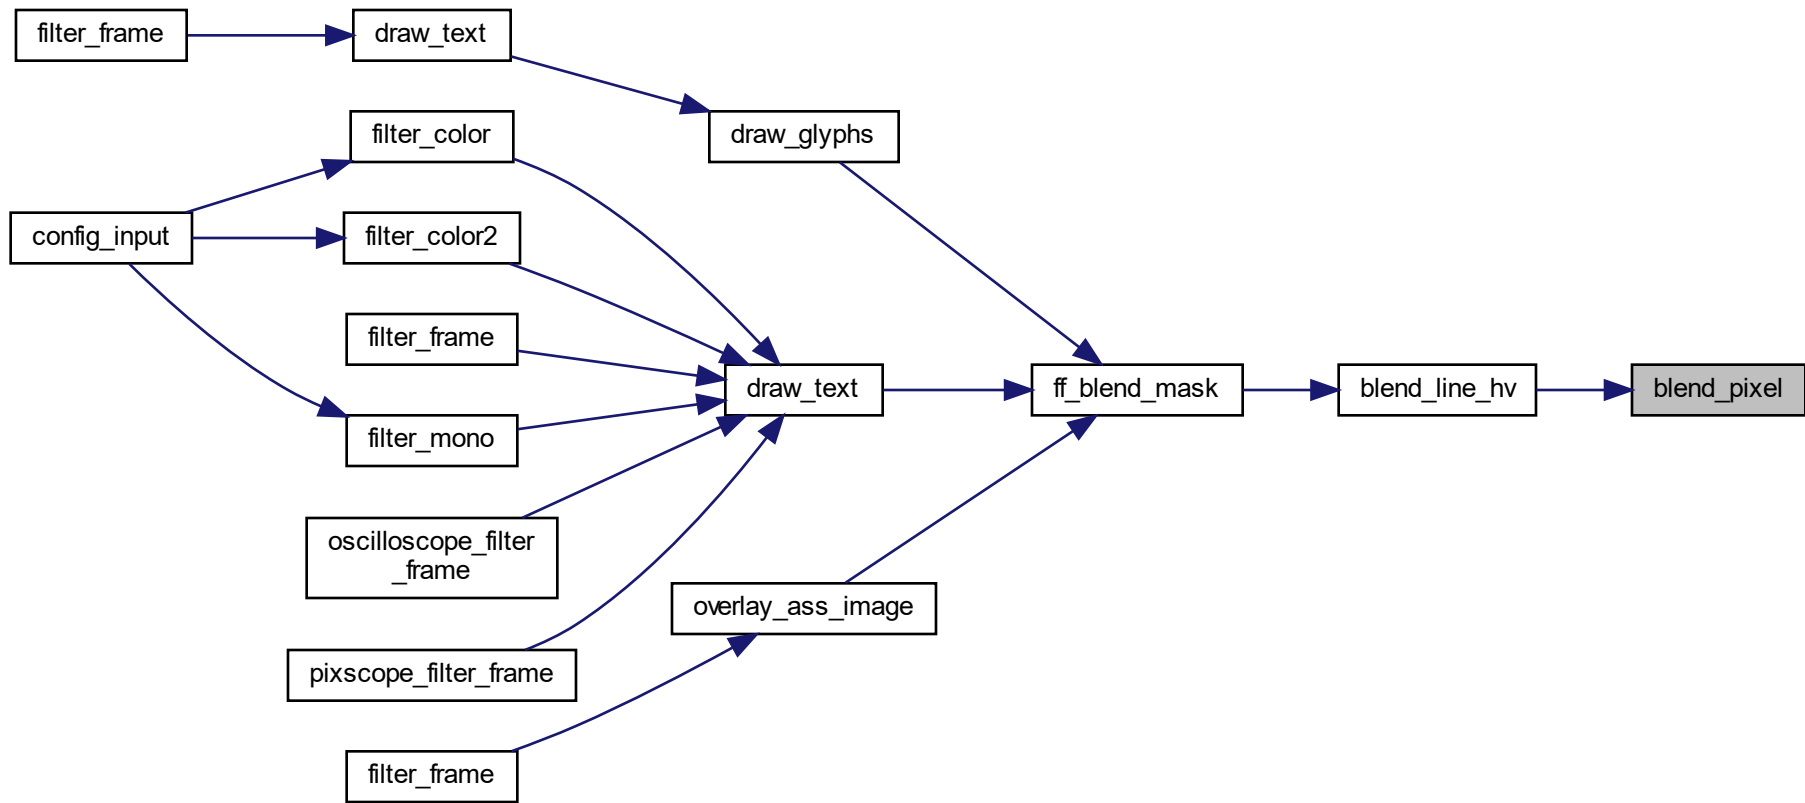 filter_frame
draw_text
filter_color
draw_glyphs
config_input
filter_color2
filter_frame
draw_text
ff_blend_mask
blend_line_hv
blend_pixel
filter_mono
oscilloscope_filter
_frame
overlay_ass_image
pixscope_filter_frame
filter_frame